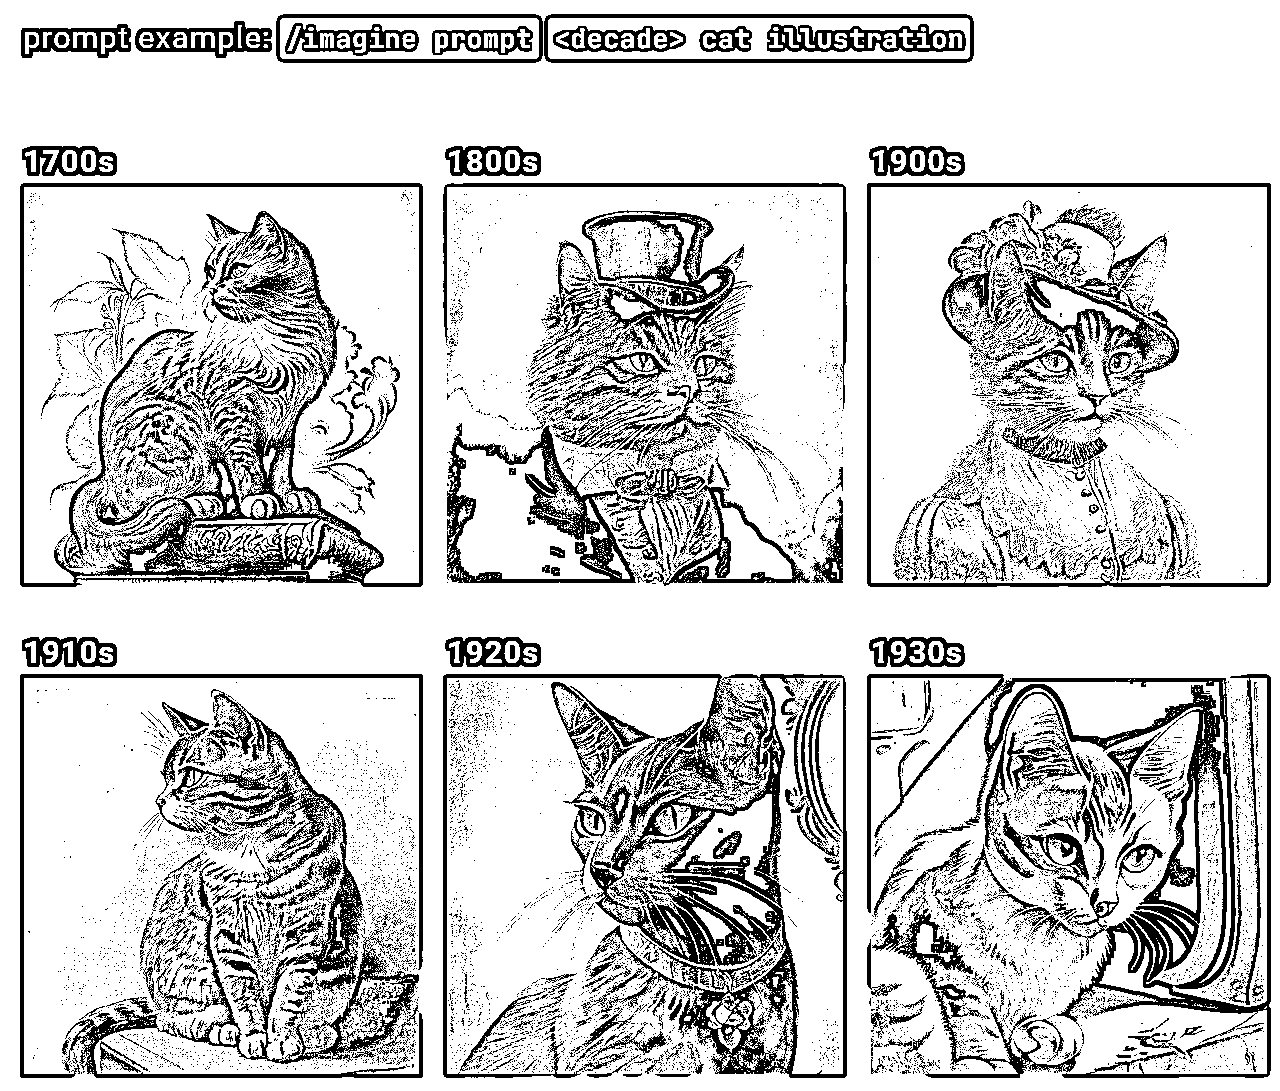 prompt example: /imagine prompt <decade> cat illustration
1700s
1800s
1900s
1910s
1920s
1930s